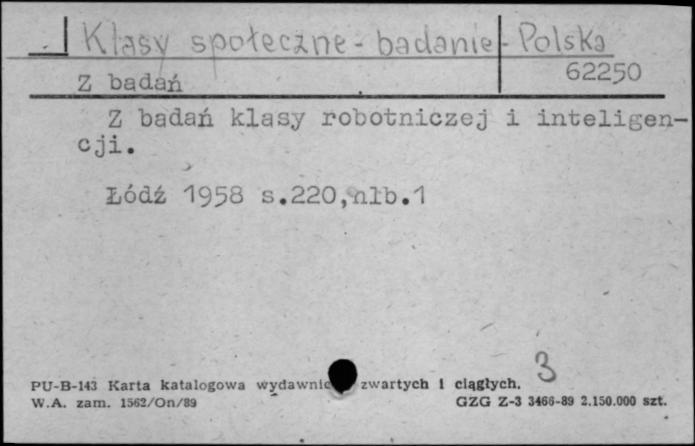 Klasy społeczne - badanie - Polska
Z badań
62250
Z badań klasy robotniczej i inteligen-
cji.
Łódź 1958 s.220,nlb.1
3
PU-B-143 Karta katalogowa zwartych i ciągłych.
W.A. zam. 1562/On/89
GZG Z-3 3466-89 2.150.000 szt.